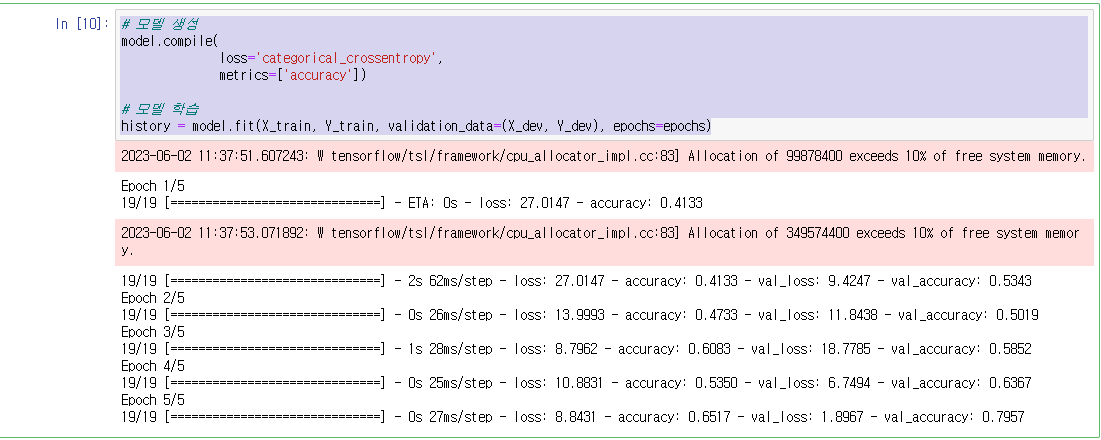 In [10]:
# 모델 생성
model.compile(
loss='categorical_crossentropy',
metrics=['accuracy'])
# 모델 학습
history = model.fit(X_train, Y_train, validation_data=(X_dev, Y_dev), epochs=epochs)
2023-06-02 11:37:51.607243: W tensorflow/tsl/framework/cpu_allocator_impl.cc:83] Allocation of 99878400 exceeds 10% of free system memory.
Epoch 1/5
19/19 [==============================] - ETA: 0s - loss: 27.0147 - accuracy: 0.4133
2023-06-02 11:37:53.071892: W tensorflow/tsl/framework/cpu_allocator_impl.cc:83] Allocation of 349574400 exceeds 10% of free system memor
y.
19/19 [==============================] - 2s 62ms/step - loss: 27.0147 - accuracy: 0.4133 - val_loss: 9.4247 - val_accuracy: 0.5343
Epoch 2/5
19/19 [==============================] - 0s 26ms/step - loss: 13.9993 - accuracy: 0.4733 - val_loss: 11.8438 - val_accuracy: 0.5019
Epoch 3/5
19/19 [==============================] - 1s 28ms/step - loss: 8.7962 - accuracy: 0.6083 - val_loss: 18.7785 - val_accuracy: 0.5852
Epoch 4/5
19/19 [==============================] - 0s 25ms/step - loss: 10.8831 - accuracy: 0.5350 - val_loss: 6.7494 - val_accuracy: 0.6367
Epoch 5/5
19/19 [==============================] - 0s 27ms/step - loss: 8.8431 - accuracy: 0.6517 - val_loss: 1.8967 - val_accuracy: 0.7957